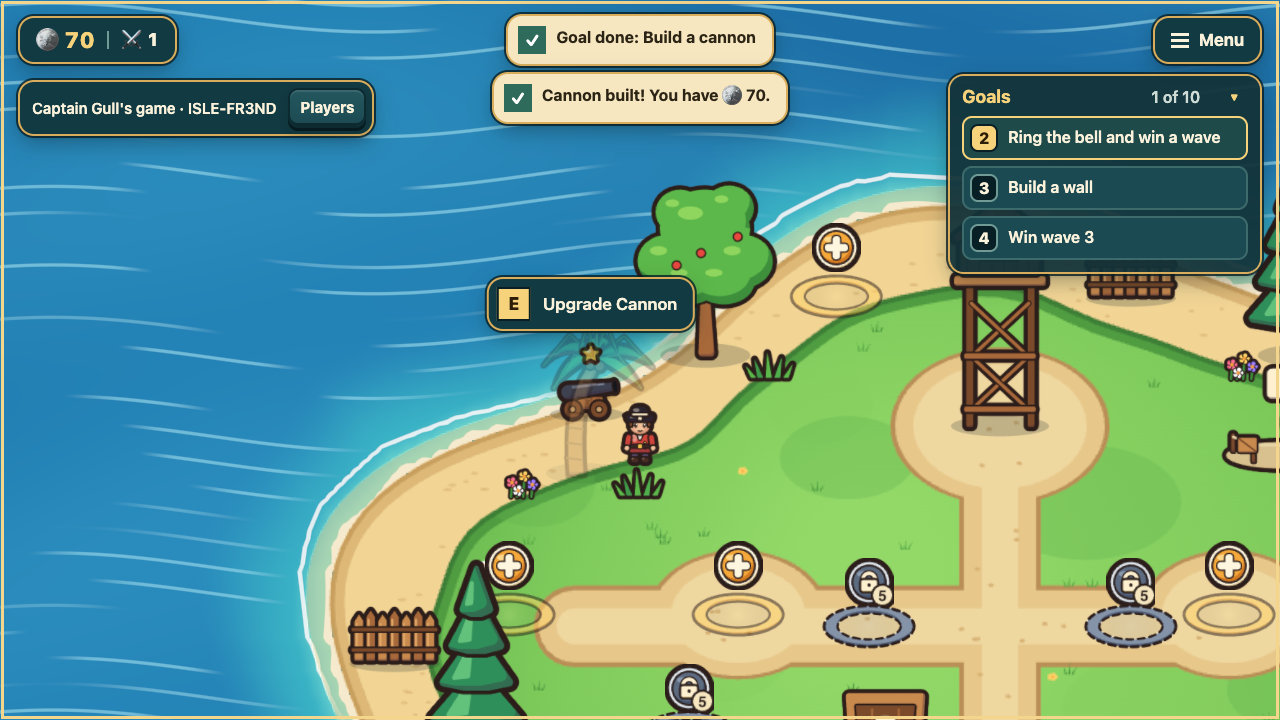 70 | 1
Goal done: Build a cannon
Menu
Captain Gull's game · ISLE-FR3ND
Players
Cannon built! You have 70.
Goals
1 of 10
2 Ring the bell and win a wave
3 Build a wall
4 Win wave 3
E Upgrade Cannon
5
5
5